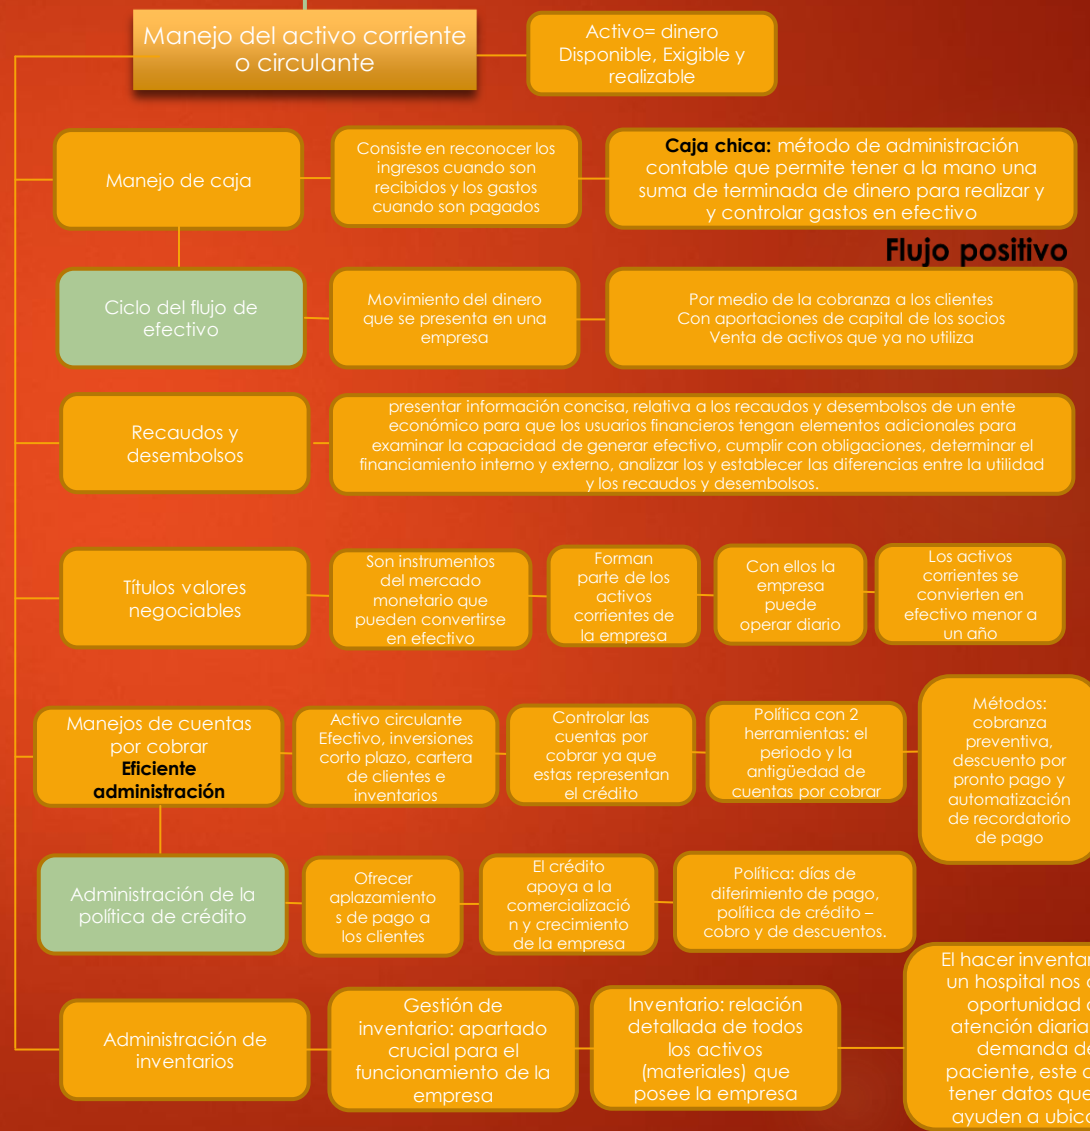 Manejo del activo corriente
o circulante
Activo= dinero
Disponible, Exigible y
realizable
Manejo de caja
Consiste en reconocer los
ingresos cuando son
recibidos y los gastos
cuando son pagados
Caja chica: método de administración
contable que permite tener a la mano una
suma de terminada de dinero para realizar y
y controlar gastos en efectivo
Flujo positivo
Ciclo del flujo de
efectivo
Movimiento del dinero
que se presenta en una
empresa
Por medio de la cobranza a los clientes
Con aportaciones de capital de los socios
Venta de activos que ya no utiliza
Recaudos y
desembolsos
presentar información concisa, relativa a los recaudos y desembolsos de un ente
económico para que los usuarios financieros tengan elementos adicionales para
examinar la capacidad de generar efectivo, cumplir con obligaciones, determinar el
financiamiento interno y externo, analizar los y establecer las diferencias entre la utilidad
y los recaudos y desembolsos.
Títulos valores
negociables
Son instrumentos
del mercado
monetario que
pueden convertirse
en efectivo
Forman
parte de los
activos
corrientes de
la empresa
Con ellos la
empresa
puede
operar diario
Los activos
corrientes se
convierten en
efectivo menor a
un año
Manejos de cuentas
por cobrar
Eficiente
administración
Activo circulante
Efectivo, inversiones
corto plazo, cartera
de clientes e
inventarios
Controlar las
cuentas por
cobrar ya que
estas representan
el crédito
Política con 2
herramientas: el
periodo y la
antigüedad de
cuentas por cobrar
Métodos:
cobranza
preventiva,
descuento por
pronto pago y
automatización
de recordatorio
de pago
Administración de la
política de crédito
Ofrecer
aplazamiento
s de pago a
los clientes
El crédito
apoya a la
comercializació
n y crecimiento
de la empresa
Política: días de
diferimiento de pago,
política de crédito –
cobro y de descuentos.
Administración de
inventarios
Gestión de
inventario: apartado
crucial para el
funcionamiento de la
empresa
Inventario: relación
detallada de todos
los activos
(materiales) que
posee la empresa
El hacer
un hospital nos
oportunidad
atención diaria
demanda
paciente, este
tener datos que
ayuden a